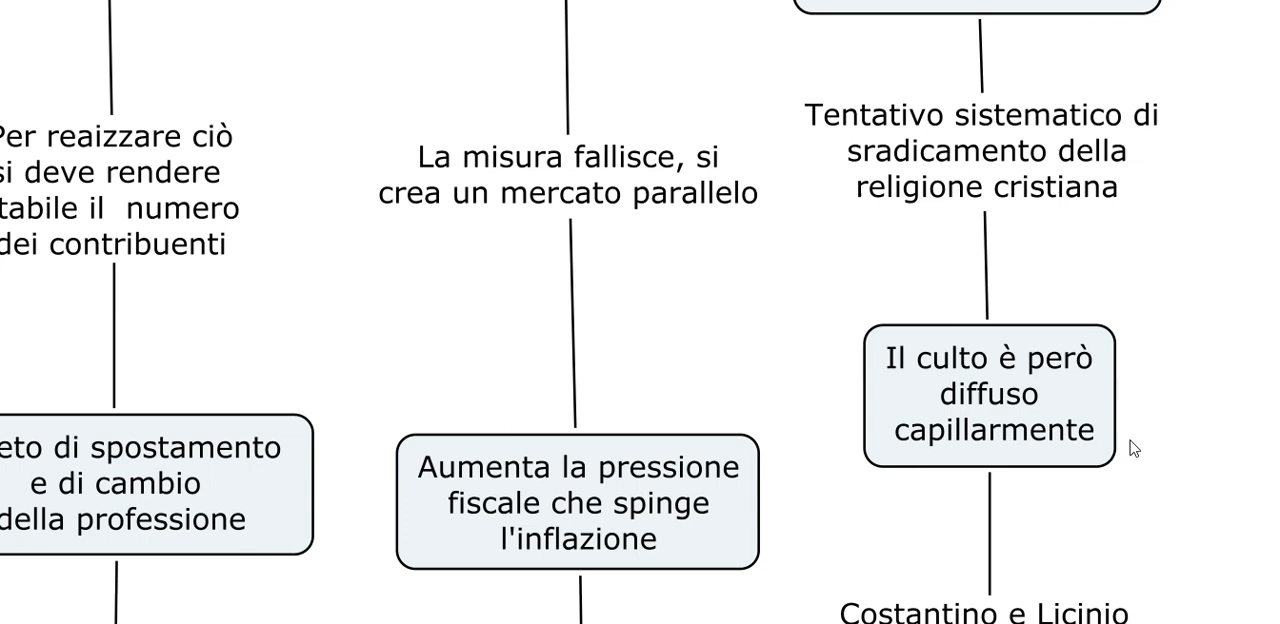 Per reaizzare ciò
si deve rendere
tabile il numero
dei contribuenti
eto di spostamento
e di cambio
della professione
La misura fallisce, si
crea un mercato parallelo
Aumenta la pressione
fiscale che spinge
l'inflazione
Tentativo sistematico di
sradicamento della
religione cristiana
Il culto è però
diffuso
capillarmente
Costantino e Licinio